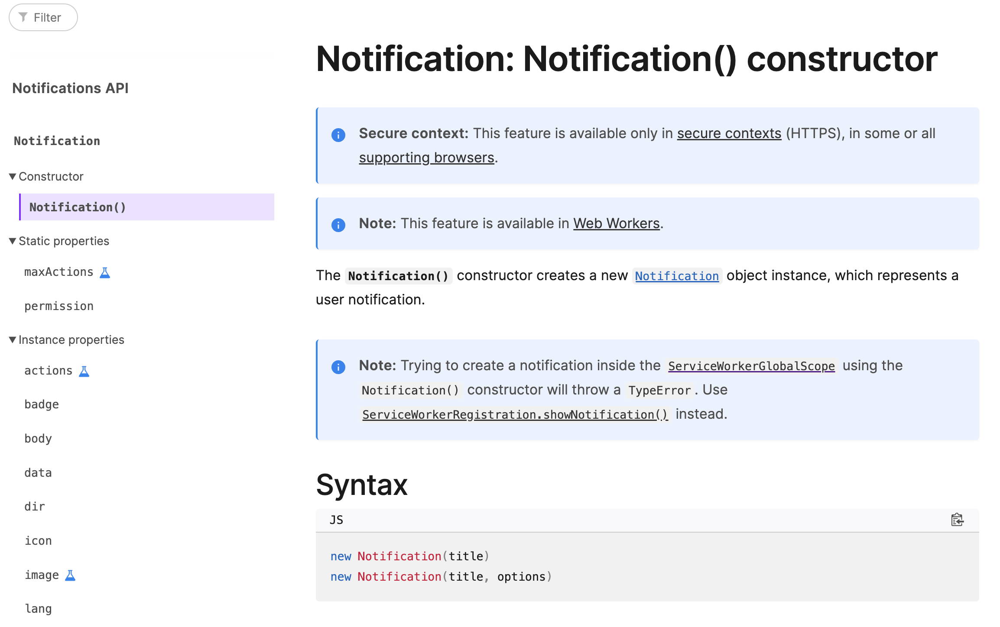 Filter
Notifications API
Notification
Constructor
Notification()
Static properties
maxActions
permission
Instance properties
actions
badge
body
data
dir
icon
image
lang
Notification: Notification() constructor
Secure context: This feature is available only in secure contexts (HTTPS), in some or all
supporting browsers.
Note: This feature is available in Web Workers.
The Notification() constructor creates a new Notification object instance, which represents a
user notification.
Note: Trying to create a notification inside the ServiceWorkerGlobalScope using the
Notification() constructor will throw a TypeError. Use
ServiceWorkerRegistration.showNotification() instead.
Syntax
JS
new Notification(title)
new Notification(title, options)